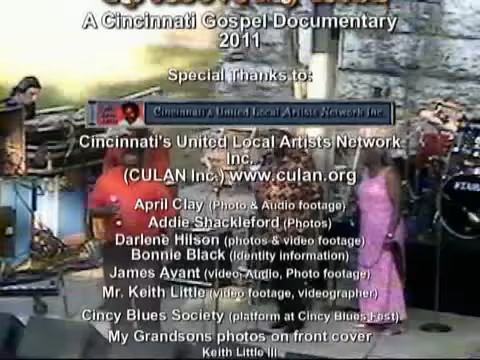 A Cincinnati Gospel Documentary
2011
Special Thanks to:
Cincinnati's United Local Artists Network Inc.
Cincinnati's United Local Artists Network
Inc.
(CULAN Inc.) www.culan.org
April Clay (Photo & Audio footage)
Addie Shackleford (Photos)
Darlene Hilson (photos & video footage)
Bonnie Black (Identity information)
James Avant (video, Audio, Photo footage)
Mr. Keith Little (video footage, videographer)
Cincy Blues Society (platform at Cincy Blues Fest)
My Grandsons photos on front cover
Keith Little III